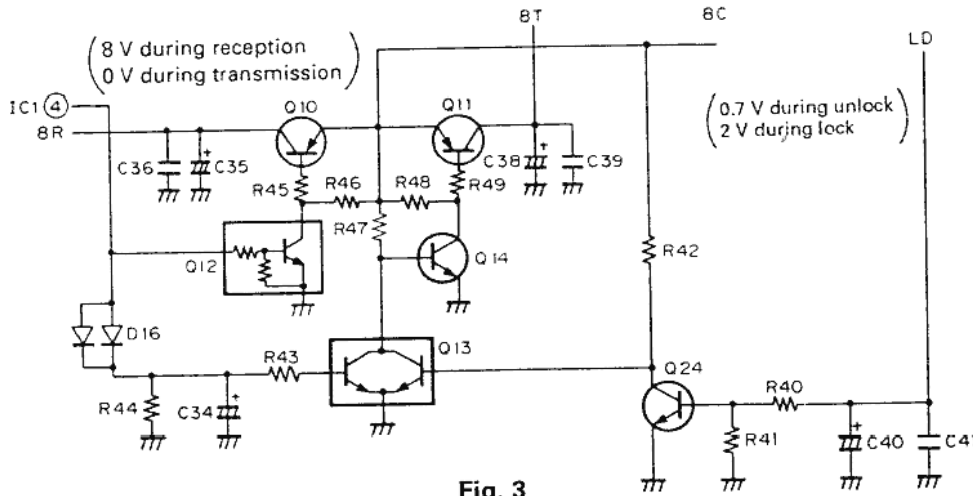 8T
8C
LD
8 V during reception
0 V during transmission
IC1 ④
8R
Q10
Q11
0.7 V during unlock
2 V during lock
C36
C35
C38
C39
R45
R46
R48
R49
R47
Q12
Q14
R42
D16
Q13
R43
Q24
R40
R44
C34
R41
C40
Fig. 3